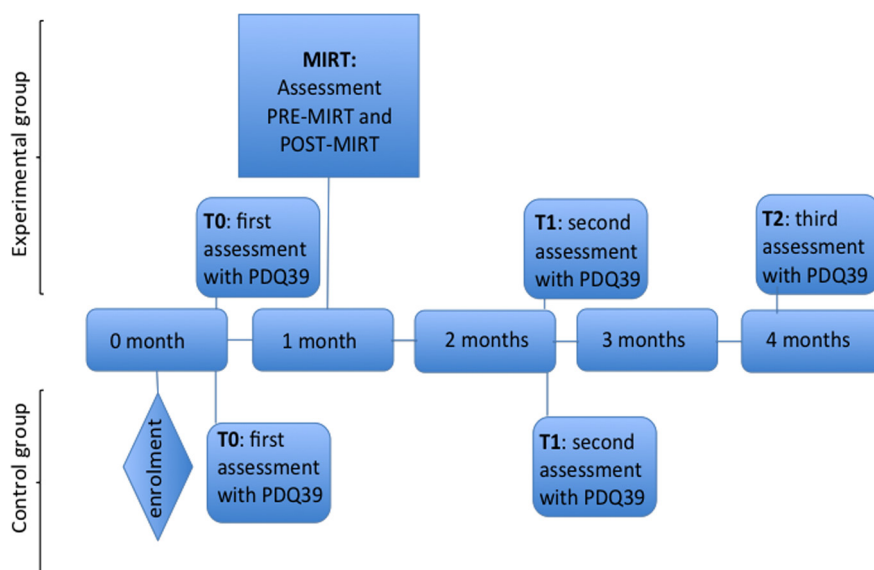 Experimental group
MIRT:
Assessment
PRE-MIRT and
POST-MIRT
T0: first
assessment
with PDQ39
T1: second
assessment
with PDQ39
T2: third
assessment
with PDQ39
0 month
1 month
2 months
3 months
4 months
Control group
enrolment
T0: first
assessment
with PDQ39
T1: second
assessment
with PDQ39